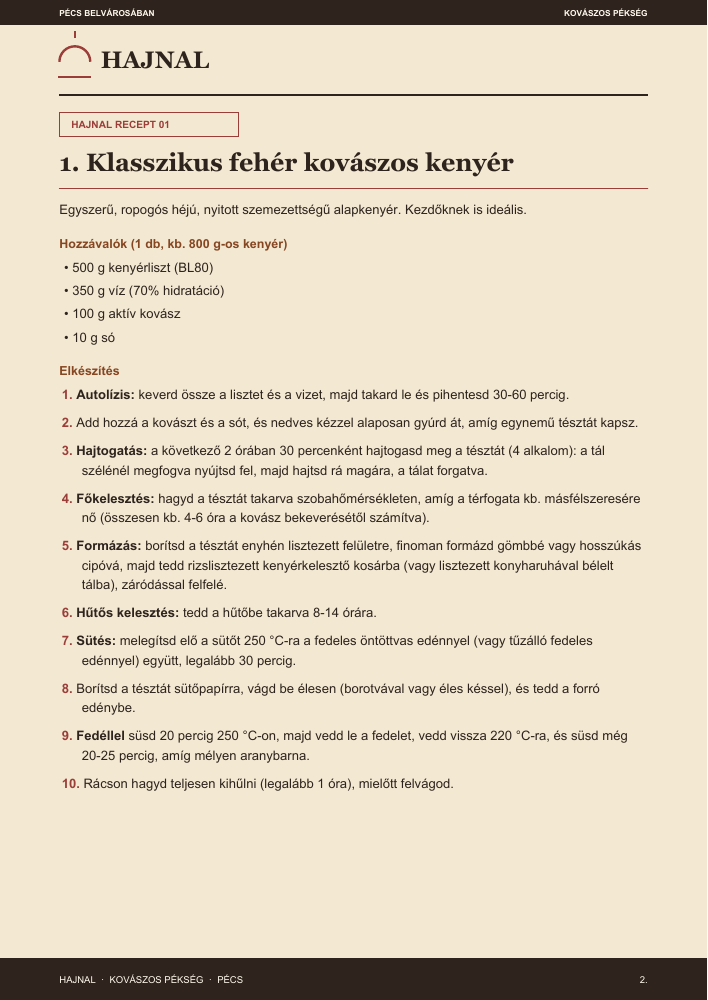 PÉCS BELVÁROSÁBAN
KOVÁSZOS PÉKSÉG
HAJNAL
HAJNAL RECEPT 01
1. Klasszikus fehér kovászos kenyér
Egyszerű, ropogós héjú, nyitott szemezettségű alapkenyér. Kezdőknek is ideális.
Hozzávalók (1 db, kb. 800 g-os kenyér)
• 500 g kenyérliszt (BL80)
• 350 g víz (70% hidratáció)
• 100 g aktív kovász
• 10 g só
Elkészítés
1. Autolízis: keverd össze a lisztet és a vizet, majd takard le és pihentesd 30-60 percig.
2. Add hozzá a kovászt és a sót, és nedves kézzel alaposan gyúrd át, amíg egynemű tésztát kapsz.
3. Hajtogatás: a következő 2 órában 30 percenként hajtogasd meg a tésztát (4 alkalom): a tál
szélénél megfogva nyújtsd fel, majd hajtsd rá magára, a tálat forgatva.
4. Főkelesztés: hagyd a tésztát takarva szobahőmérsékleten, amíg a térfogata kb. másfélszeresére
nő (összesen kb. 4-6 óra a kovász bekeverésétől számítva).
5. Formázás: borítsd a tésztát enyhén lisztezett felületre, finoman formázd gömbbé vagy hosszúkás
cipóvá, majd tedd rizslisztezett kenyérkelesztő kosárba (vagy lisztezett konyharuhával bélelt
tálba), záródással felfelé.
6. Hűtős kelesztés: tedd a hűtőbe takarva 8-14 órára.
7. Sütés: melegítsd elő a sütőt 250 °C-ra a fedeles öntöttvas edénnyel (vagy tűzálló fedeles
edénnyel) együtt, legalább 30 percig.
8. Borítsd a tésztát sütőpapírra, vágd be élesen (borotvával vagy éles késsel), és tedd a forró
edénybe.
9. Fedéllel süsd 20 percig 250 °C-on, majd vedd le a fedelet, vedd vissza 220 °C-ra, és süsd még
20-25 percig, amíg mélyen aranybarna.
10. Rácson hagyd teljesen kihűlni (legalább 1 óra), mielőtt felvágod.
HAJNAL · KOVÁSZOS PÉKSÉG · PÉCS
2.